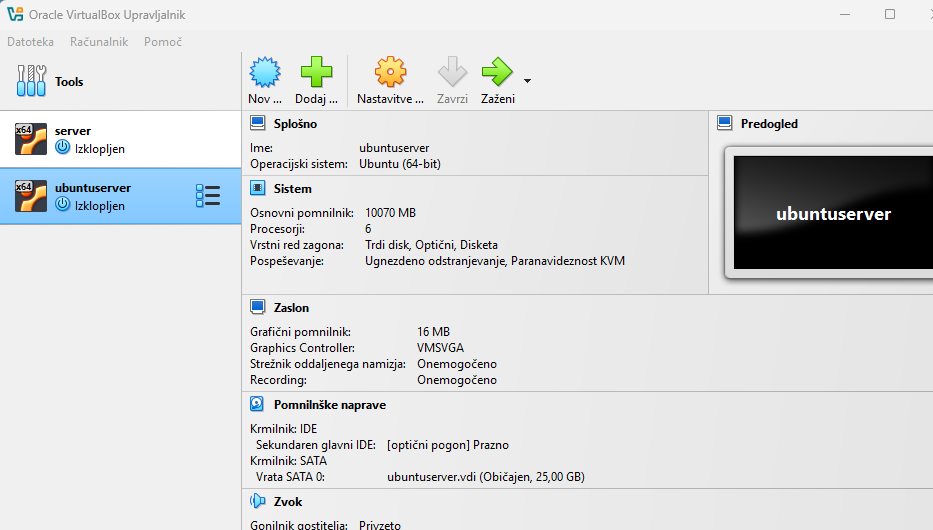 Oracle VirtualBox Upravljalnik
Datoteka Računalnik Pomoč
Tools
Nov ... Dodaj ... Nastavitve ... Zavrzi Zaženi
x64 server
Izklopljen
x64 ubuntuserver
Izklopljen
Splošno
Ime: ubuntuserver
Operacijski sistem: Ubuntu (64-bit)
Sistem
Osnovni pomnilnik: 10070 MB
Procesorji: 6
Vrstni red zagona: Trdi disk, Optični, Disketa
Pospeševanje: Ugnezdeno odstranjevanje, Paranavideznost KVM
Predogled
ubuntuserver
Zaslon
Grafični pomnilnik: 16 MB
Graphics Controller: VMSVGA
Strežnik oddaljenega namizja: Onemogočeno
Recording: Onemogočeno
Pomnilnške naprave
Krmilnik: IDE
Sekundaren glavni IDE: [optični pogon] Prazno
Krmilnik: SATA
Vrata SATA 0: ubuntuserver.vdi (Običajen, 25,00 GB)
Zvok
Gonilnik gostitelja: Privzeto